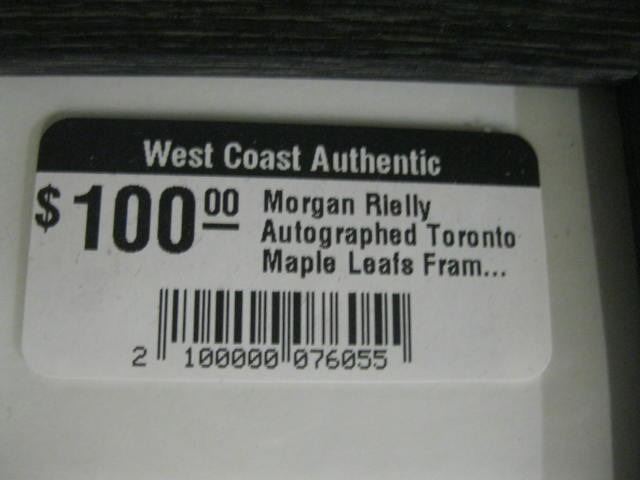 West Coast Authentic
$100.00 Morgan Rielly
Autographed Toronto
Maple Leafs Fram...
2 100000 076055